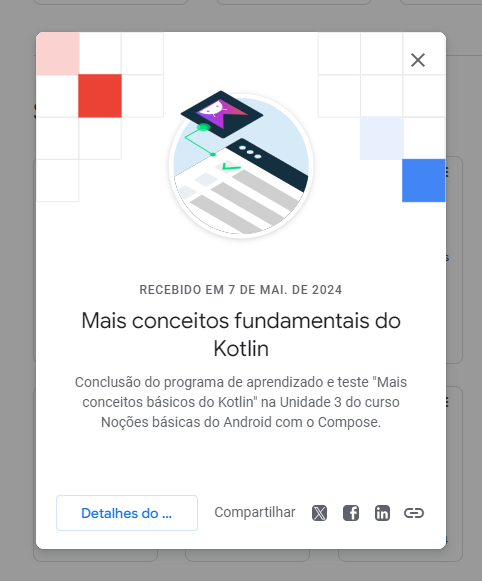 RECEBIDO EM 7 DE MAI. DE 2024
Mais conceitos fundamentais do
Kotlin
Conclusão do programa de aprendizado e teste "Mais
conceitos básicos do Kotlin" na Unidade 3 do curso
Noções básicas do Android com o Compose.
Detalhes do ...
Compartilhar